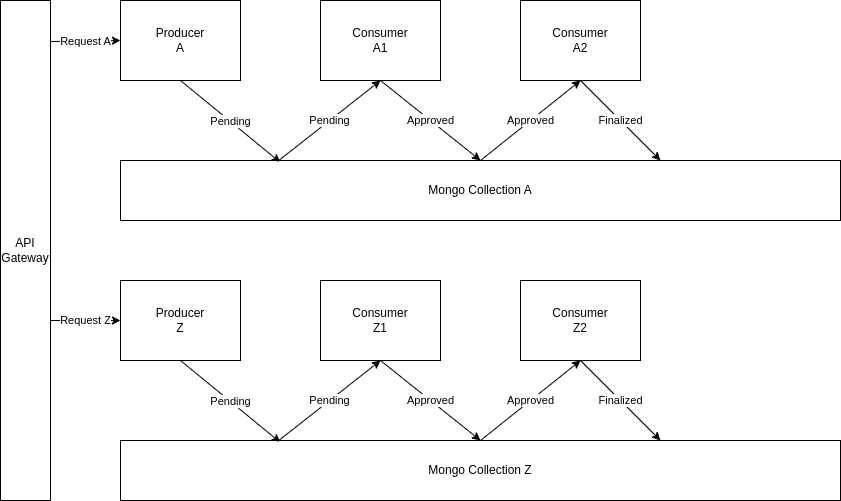 Request A
Producer
A
Consumer
A1
Consumer
A2
Pending
Pending
Approved
Approved
Finalized
Mongo Collection A
API
Gateway
Request Z
Producer
Z
Consumer
Z1
Consumer
Z2
Pending
Pending
Approved
Approved
Finalized
Mongo Collection Z